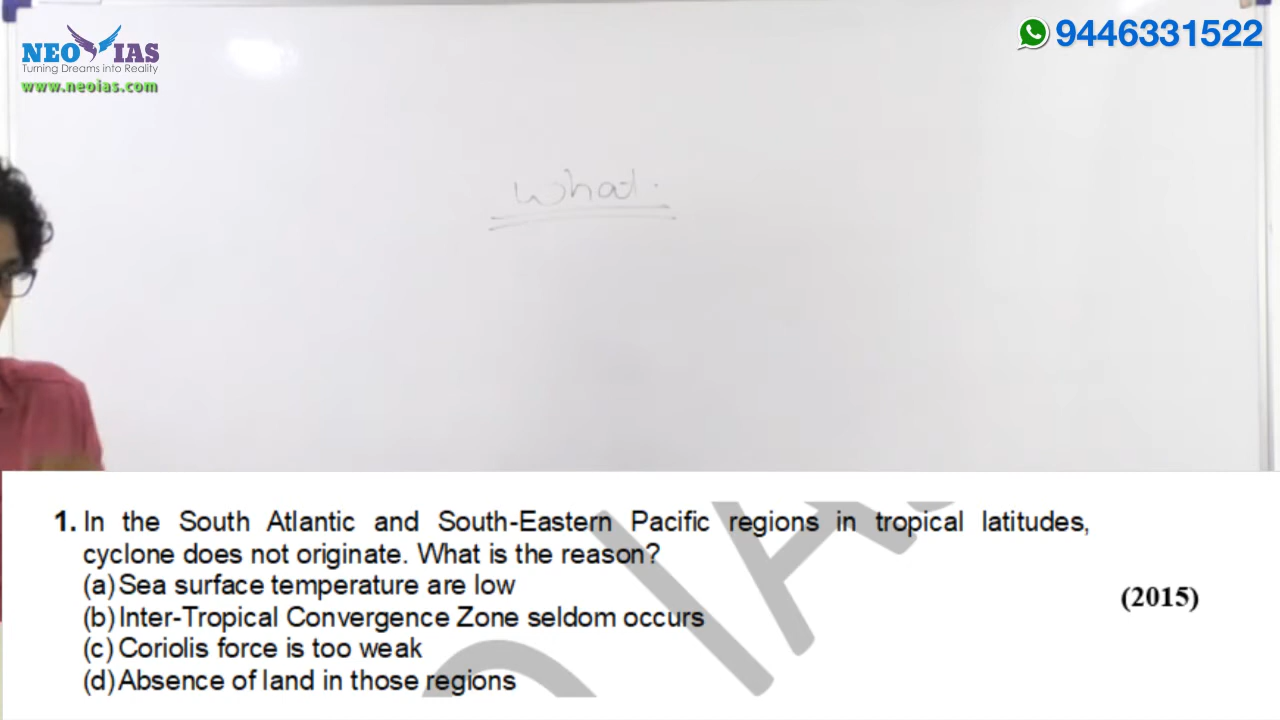 NEO IAS
Turning Dreams into Reality
www.neoias.com
9446331522
What.
1. In the South Atlantic and South-Eastern Pacific regions in tropical latitudes,
cyclone does not originate. What is the reason?
(a) Sea surface temperature are low
(b) Inter-Tropical Convergence Zone seldom occurs
(c) Coriolis force is too weak
(d) Absence of land in those regions
(2015)